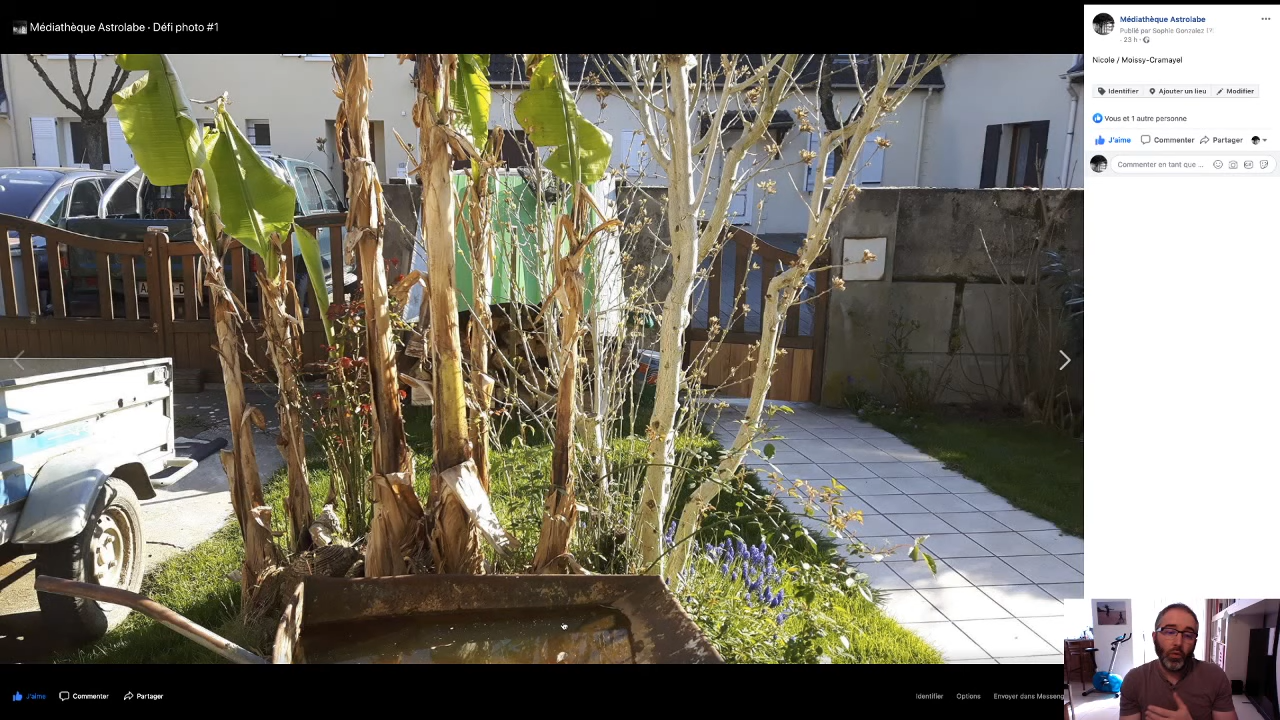 Médiathèque Astrolabe · Défi photo #1
Médiathèque Astrolabe
Publié par Sophie Gonzalez
· 23 h ·
Nicole / Moissy-Cramayel
Identifier Ajouter un lieu Modifier
Vous et 1 autre personne
J'aime Commenter Partager
Commenter en tant que ...
J'aime Commenter Partager
Identifier Options Envoyer dans Messeng